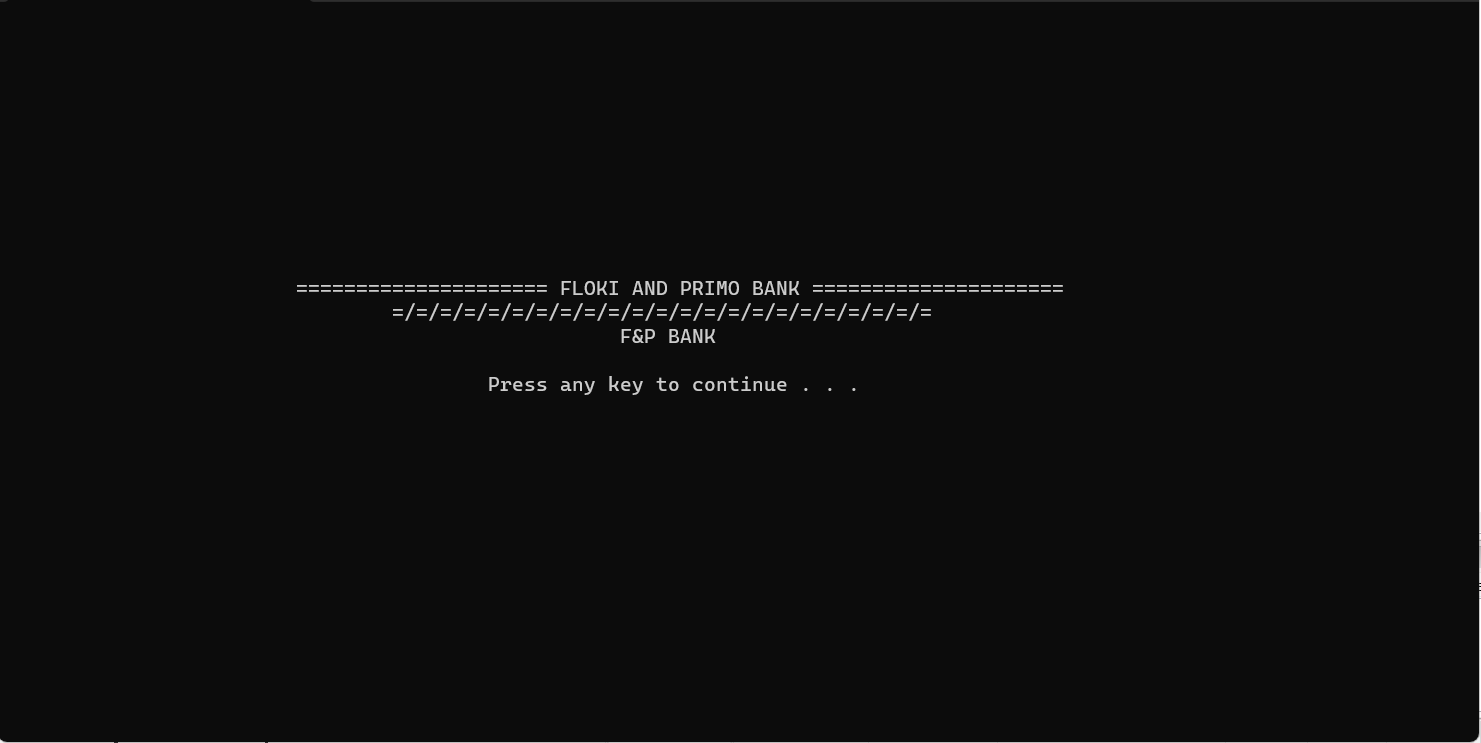 ===================== FLOKI AND PRIMO BANK =====================
=/=/=/=/=/=/=/=/=/=/=/=/=/=/=/=/=/=/=/=/=/=/=
F&P BANK
Press any key to continue . . .